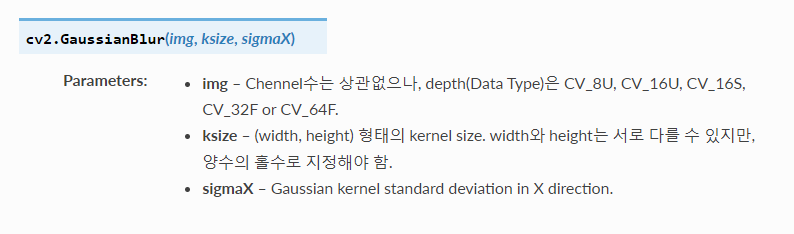 cv2.GaussianBlur(img, ksize, sigmaX)
Parameters:
• img – Chennel수는 상관없으나, depth(Data Type)은 CV_8U, CV_16U, CV_16S,
CV_32F or CV_64F.
• ksize – (width, height) 형태의 kernel size. width와 height는 서로 다를 수 있지만,
양수의 홀수로 지정해야 함.
• sigmaX – Gaussian kernel standard deviation in X direction.